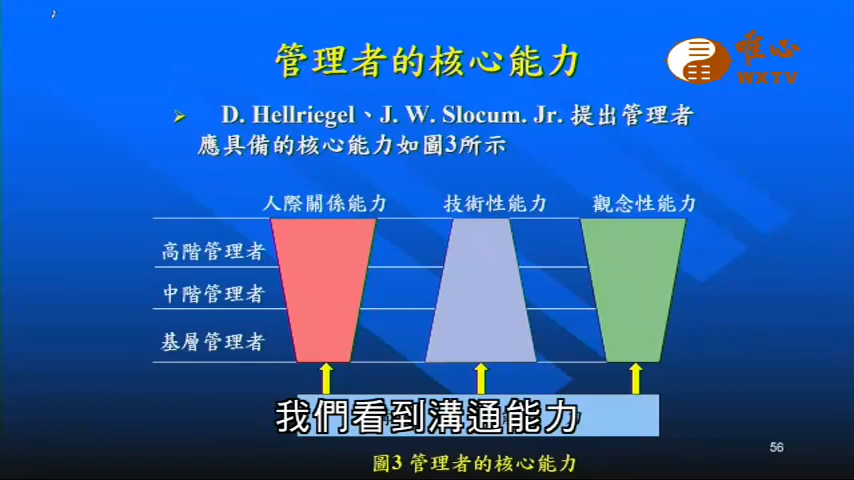 管理者的核心能力
唯心
WXTV
D. Hellriegel、J. W. Slocum. Jr. 提出管理者
應具備的核心能力如圖3所示
人際關係能力 技術性能力 觀念性能力
高階管理者
中階管理者
基層管理者
我們看到溝通能力
圖3 管理者的核心能力
56